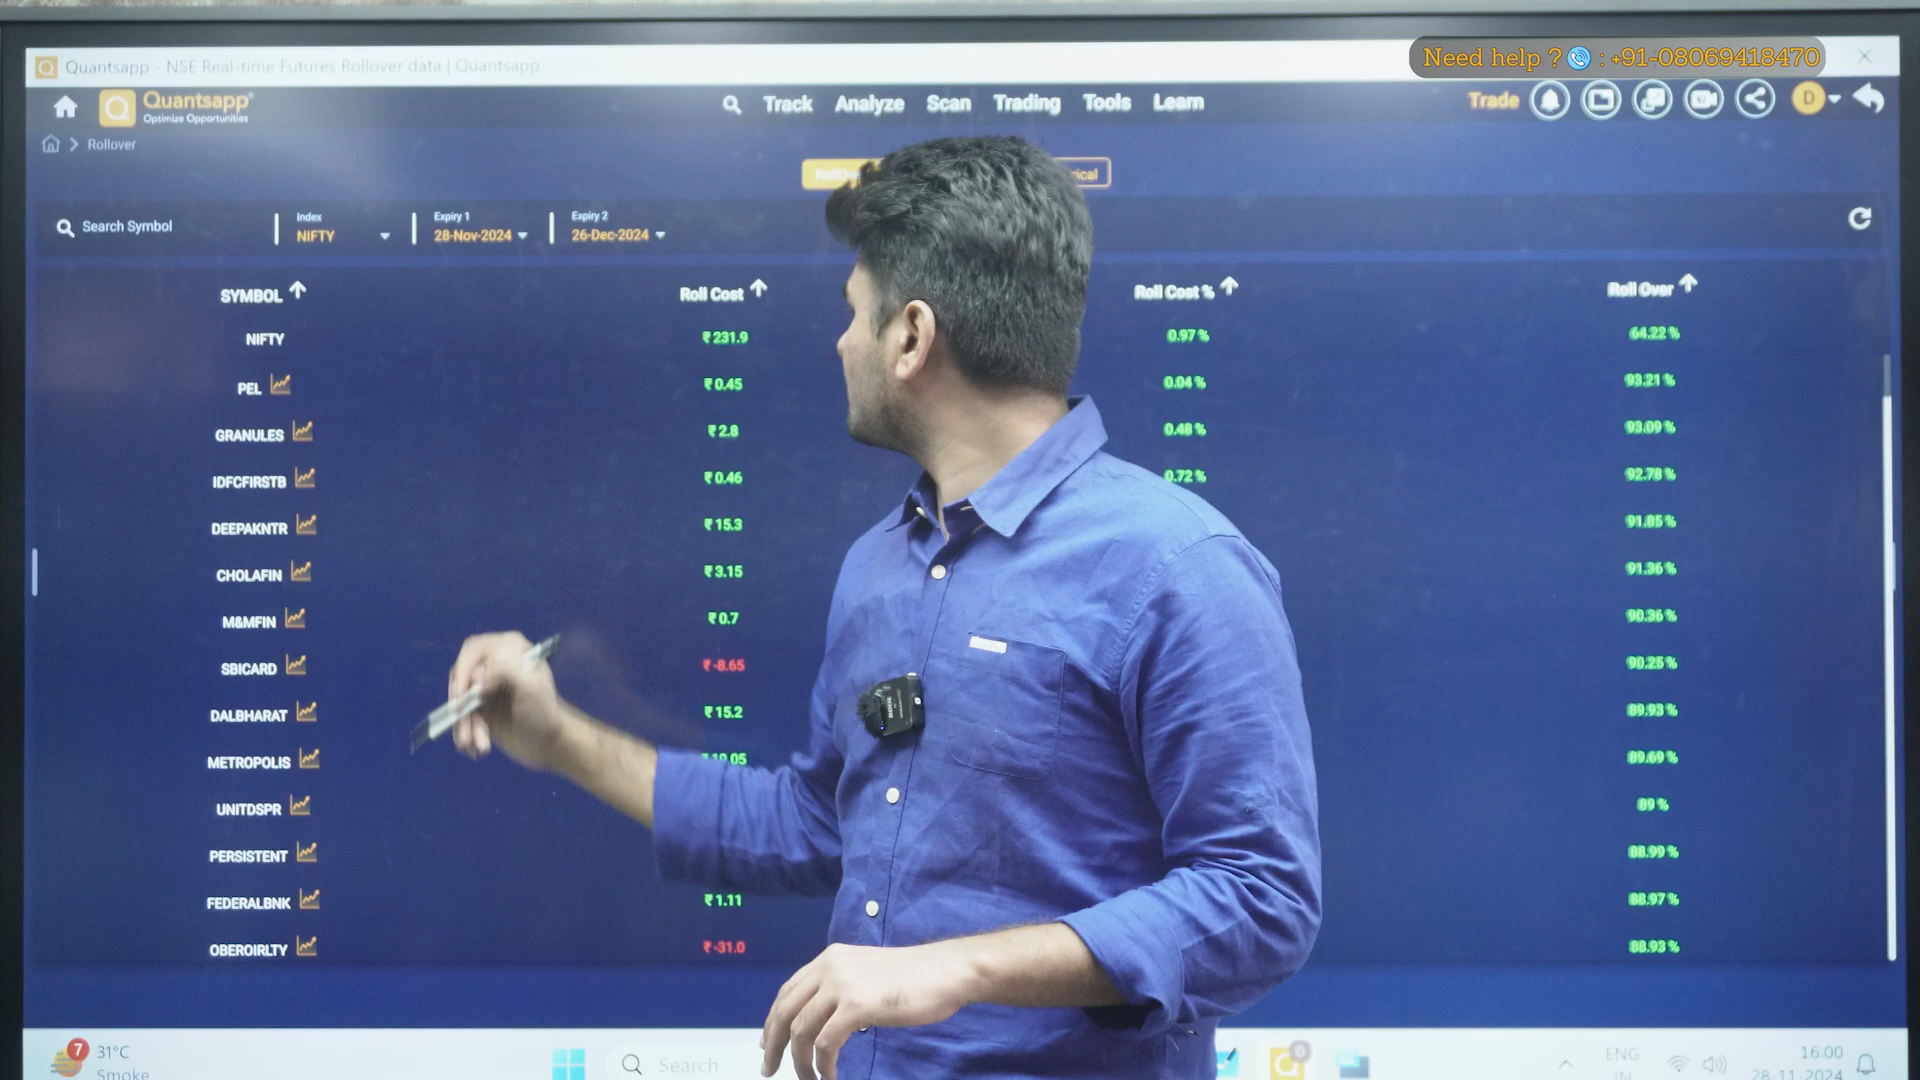 Quantsapp - NSE Real-time Futures Rollover data | Quantsapp
Need help ? : +91-08069418470
Quantsapp
Optimize Opportunities
Track Analyze Scan Trading Tools Learn
Trade
D
Rollover
Search Symbol
Index
NIFTY
Expiry 1
28-Nov-2024
Expiry 2
26-Dec-2024
SYMBOL Roll Cost Roll Cost % Roll Over
NIFTY ₹ 231.9 0.97 % 64.22 %
PEL ₹ 0.45 0.04 % 93.21 %
GRANULES ₹ 2.8 0.48 % 93.09 %
IDFCFIRSTB ₹ 0.46 0.72 % 92.78 %
DEEPAKNTR ₹ 15.3 91.85 %
CHOLAFIN ₹ 3.15 91.36 %
M&MFIN ₹ 0.7 90.36 %
SBICARD ₹ -8.65 90.25 %
DALBHARAT ₹ 15.2 89.93 %
METROPOLIS 89.69 %
UNITDSPR 89 %
PERSISTENT 88.99 %
FEDERALBNK ₹ 1.11 88.97 %
OBEROIRLTY ₹ -31.0 88.93 %
7
31°C
Smoke
Search
D
ENG
IN
16:00
28-11-2024